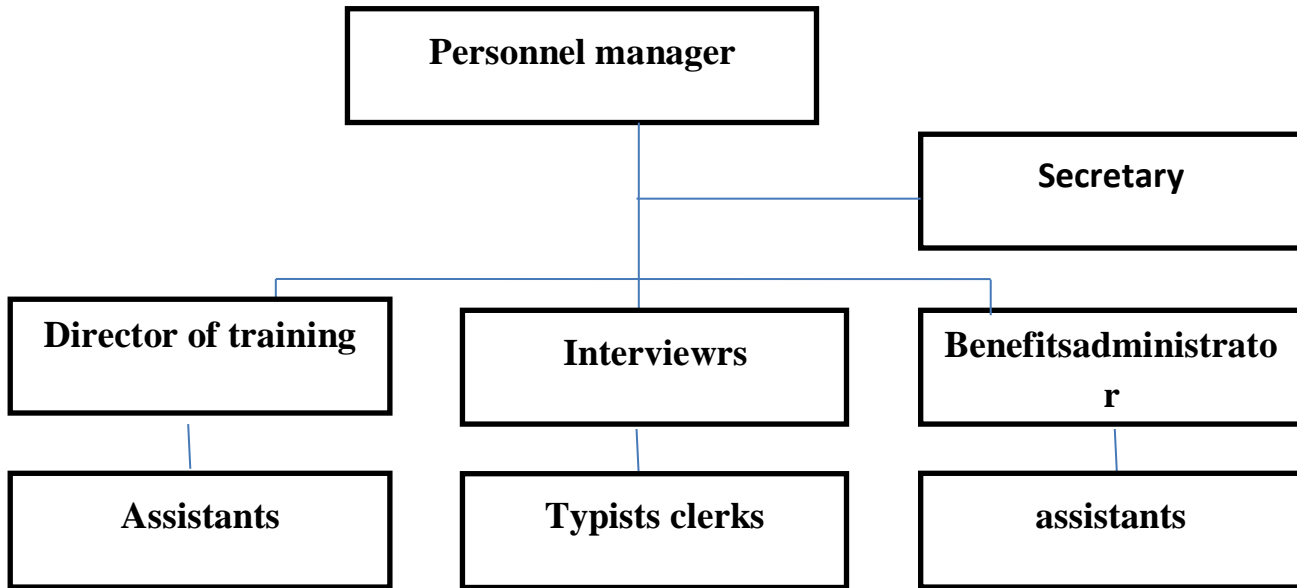 Personnel manager
Secretary
Director of training
Interviewrs
Benefitsadministrato
r
Assistants
Typists clerks
assistants